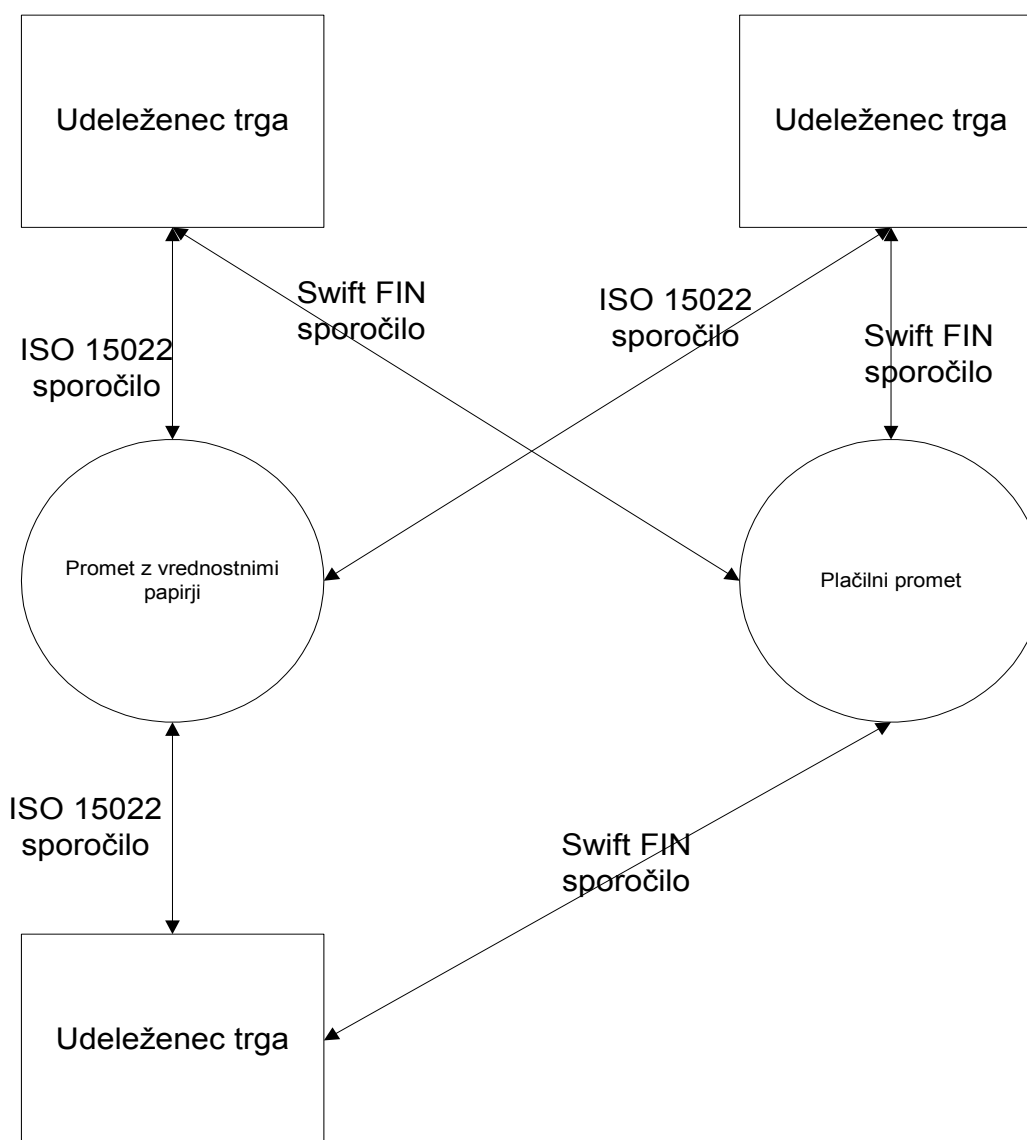 Udeleženec trga
Udeleženec trga
Swift FIN
sporočilo
ISO 15022
sporočilo
ISO 15022
sporočilo
Swift FIN
sporočilo
Promet z vrednostnimi
papirji
Plačilni promet
ISO 15022
sporočilo
Swift FIN
sporočilo
Udeleženec trga